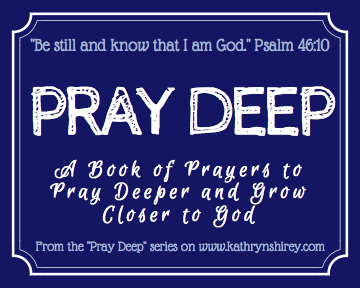 "Be still and know that I am God." Psalm 46:10
PRAY DEEP
A Book of Prayers to
Pray Deeper and Grow
Closer to God
From the "Pray Deep" series on www.kathrynshirey.com